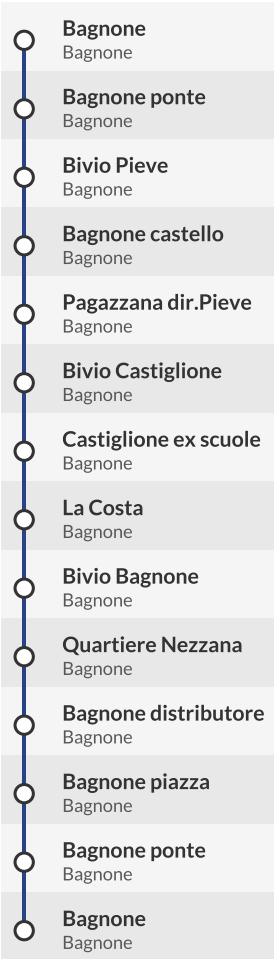 Bagnone
Bagnone
Bagnone ponte
Bagnone
Bivio Pieve
Bagnone
Bagnone castello
Bagnone
Pagazzana dir.Pieve
Bagnone
Bivio Castiglione
Bagnone
Castiglione ex scuole
Bagnone
La Costa
Bagnone
Bivio Bagnone
Bagnone
Quartiere Nezzana
Bagnone
Bagnone distributore
Bagnone
Bagnone piazza
Bagnone
Bagnone ponte
Bagnone
Bagnone
Bagnone